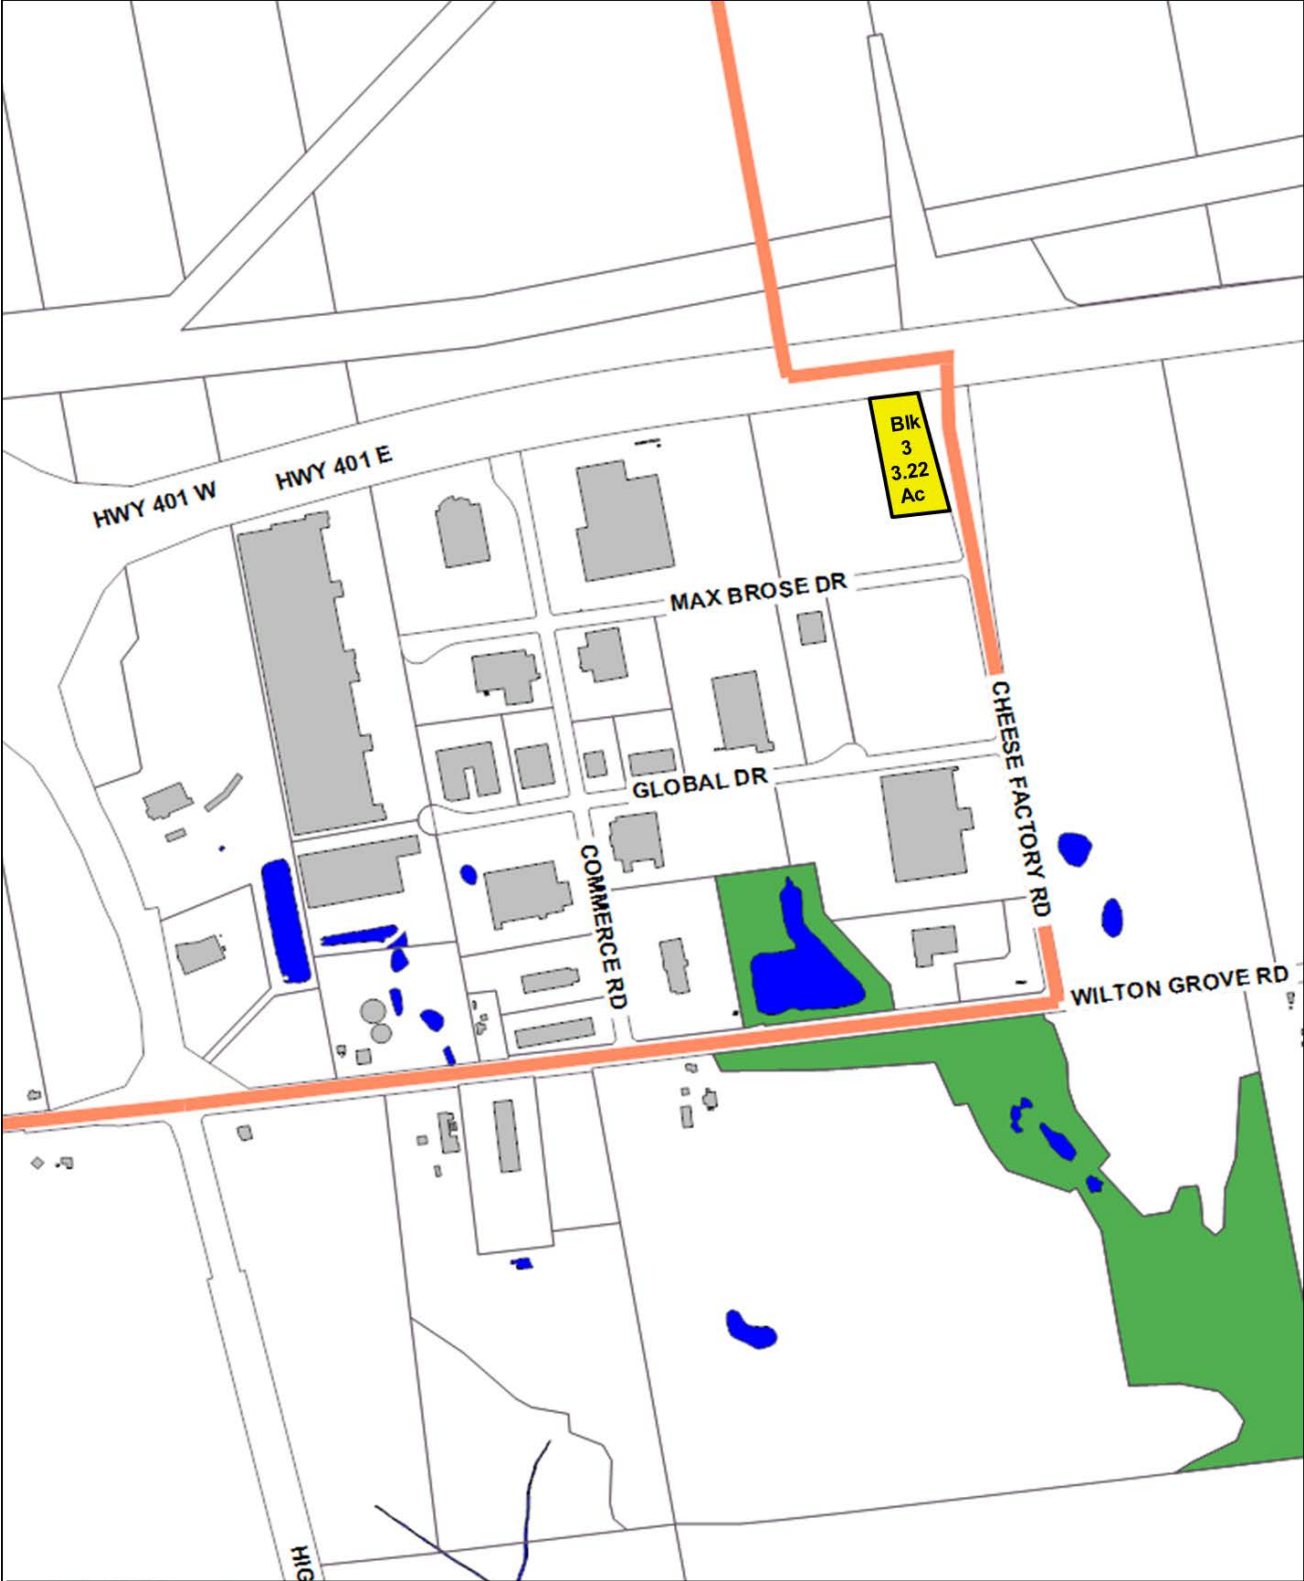 Blk
3
3.22
Ac
HWY 401 E
HWY 401 W
MAX BROSE DR
CHEESE FACTORY RD
GLOBAL DR
COMMERCE RD
WILTON GROVE RD
HIG